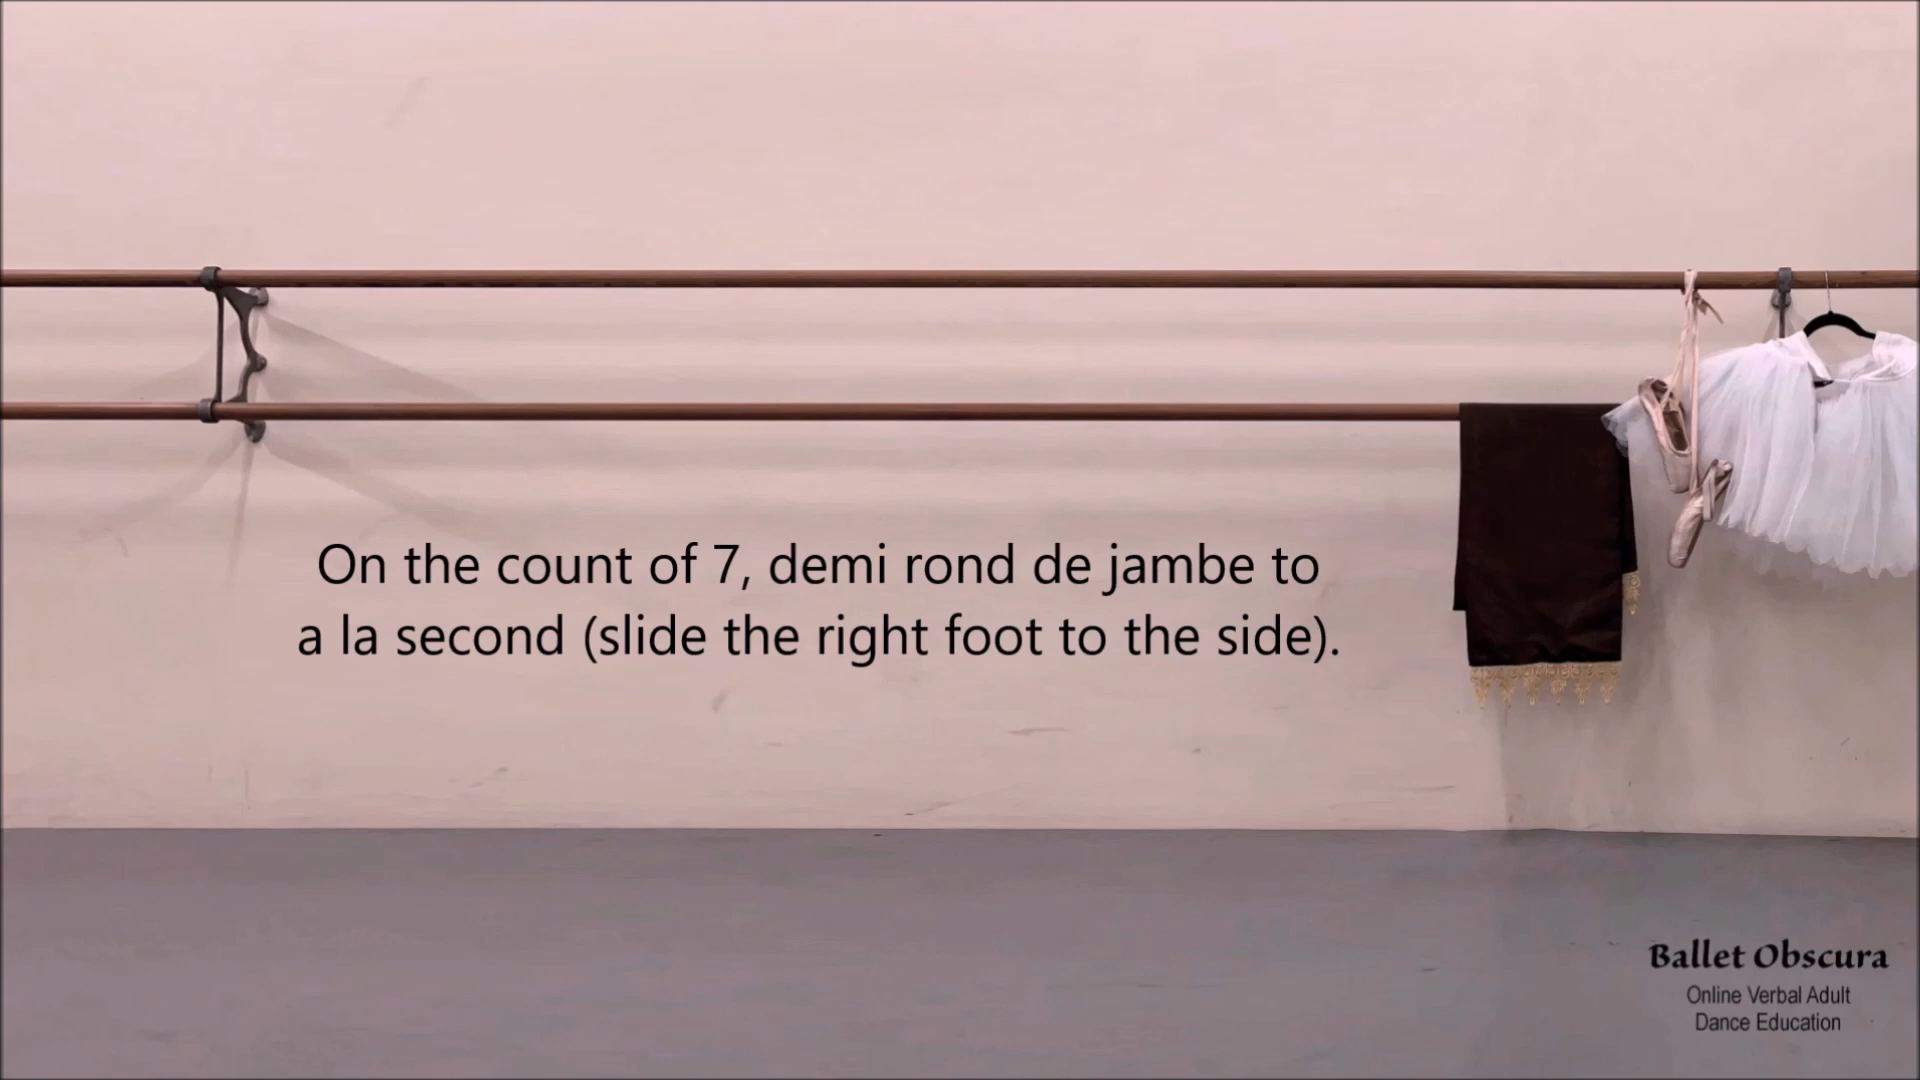 On the count of 7, demi rond de jambe to
a la second (slide the right foot to the side).
Ballet Obscura
Online Verbal Adult
Dance Education